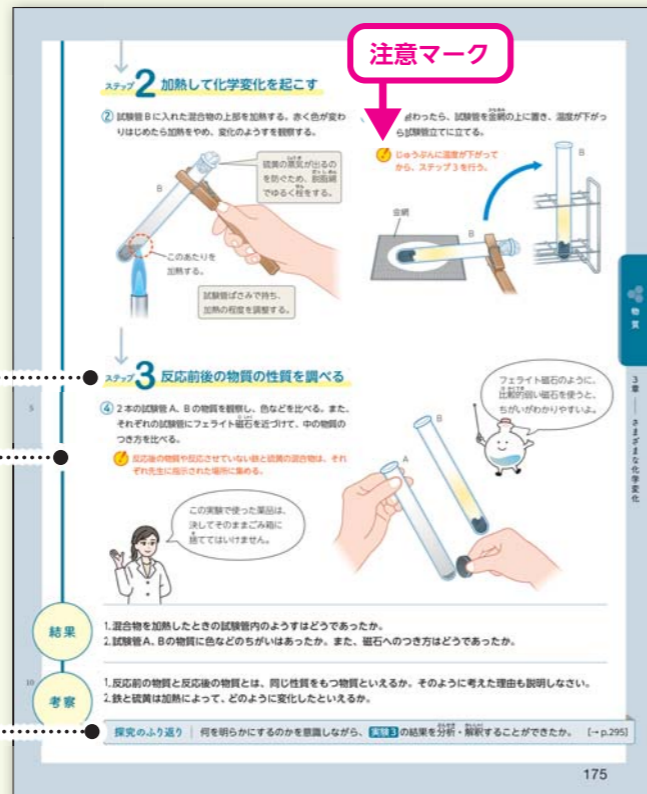 注意マーク
ステップ2 加熱して化学変化を起こす
② 試験管Bに入れた混合物の上部を加熱する。赤く色が変わ
りはじめたら加熱をやめ、変化のようすを観察する。
硫黄の蒸気が出るの
を防ぐため、脱脂綿
でゆるく栓をする。
B
このあたりを
加熱する。
試験管ばさみで持ち、
加熱の程度を調整する。
終わったら、試験管を金網の上に置き、温度が下がっ
ら試験管立てに立てる。
じゅうぶんに温度が下がって
から、ステップ3を行う。
金網
B
B
ステップ3 反応前後の物質の性質を調べる
④ 2本の試験管A、Bの物質を観察し、色などを比べる。また、
それぞれの試験管にフェライト磁石を近づけて、中の物質の
つき方を比べる。
反応後の物質や反応させていない鉄と硫黄の混合物は、それ
ぞれ先生に指示された場所に集める。
この実験で使った薬品は、
決してそのままごみ箱に
捨ててはいけません。
フェライト磁石のように、
比較的弱い磁石を使うと、
ちがいがわかりやすいよ。
A
B
物質
3章 さまざまな化学変化
5
結果
1.混合物を加熱したときの試験管内のようすはどうであったか。
2.試験管A、Bの物質に色などのちがいはあったか。また、磁石へのつき方はどうであったか。
10
考察
1.反応前の物質と反応後の物質とは、同じ性質をもつ物質といえるか。そのように考えた理由も説明しなさい。
2.鉄と硫黄は加熱によって、どのように変化したといえるか。
探究のふり返り | 何を明らかにするのかを意識しながら、実験3の結果を分析・解釈することができたか。 [→p.295]
175